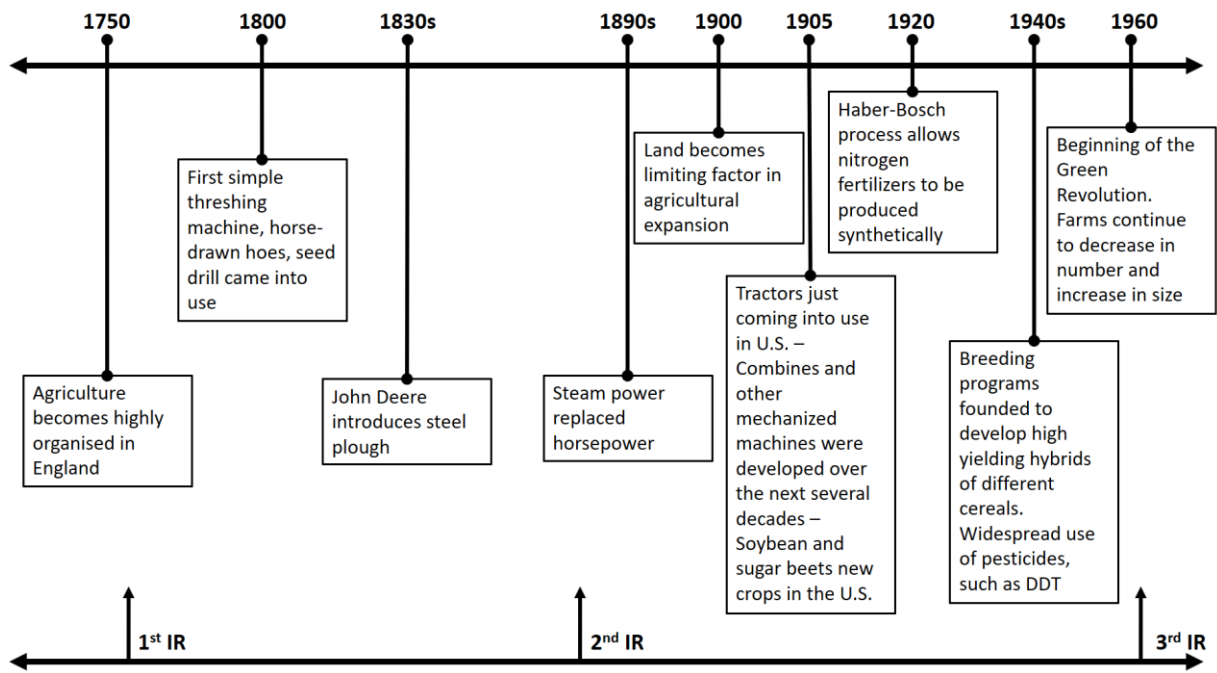 1750
1800
1830s
1890s
1900
1905
1920
1940s
1960
Agriculture
becomes highly
organised in
England
First simple
threshing
machine, horse-
drawn hoes, seed
drill came into
use
John Deere
introduces steel
plough
Steam power
replaced
horsepower
Land becomes
limiting factor in
agricultural
expansion
Tractors just
coming into use
in U.S. –
Combines and
other
mechanized
machines were
developed over
the next several
decades –
Soybean and
sugar beets new
crops in the U.S.
Haber-Bosch
process allows
nitrogen
fertilizers to be
produced
synthetically
Breeding
programs
founded to
develop high
yielding hybrids
of different
cereals.
Widespread use
of pesticides,
such as DDT
Beginning of the
Green
Revolution.
Farms continue
to decrease in
number and
increase in size
1st IR
2nd IR
3rd IR